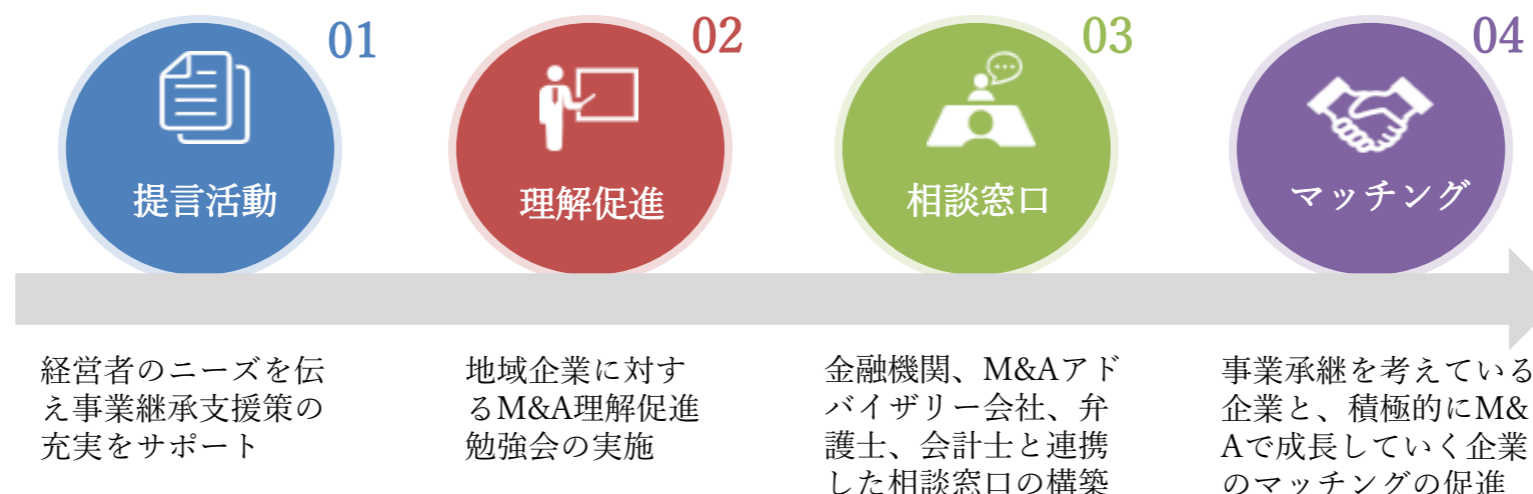 01
提言活動
02
理解促進
03
相談窓口
04
マッチング
経営者のニーズを伝
え事業継承支援策の
充実をサポート
地域企業に対す
るM&A理解促進
勉強会の実施
金融機関、M&Aアド
バイザリー会社、弁
護士、会計士と連携
した相談窓口の構築
事業承継を考えている
企業と、積極的にM&
Aで成長していく企業
のマッチングの促進